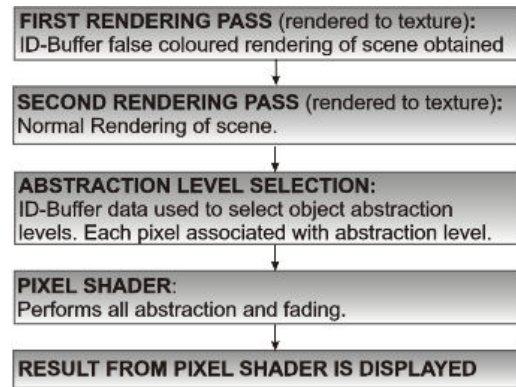 FIRST RENDERING PASS (rendered to texture):
ID-Buffer false coloured rendering of scene obtained
SECOND RENDERING PASS (rendered to texture):
Normal Rendering of scene.
ABSTRACTION LEVEL SELECTION:
ID-Buffer data used to select object abstraction
levels. Each pixel associated with abstraction level.
PIXEL SHADER:
Performs all abstraction and fading.
RESULT FROM PIXEL SHADER IS DISPLAYED